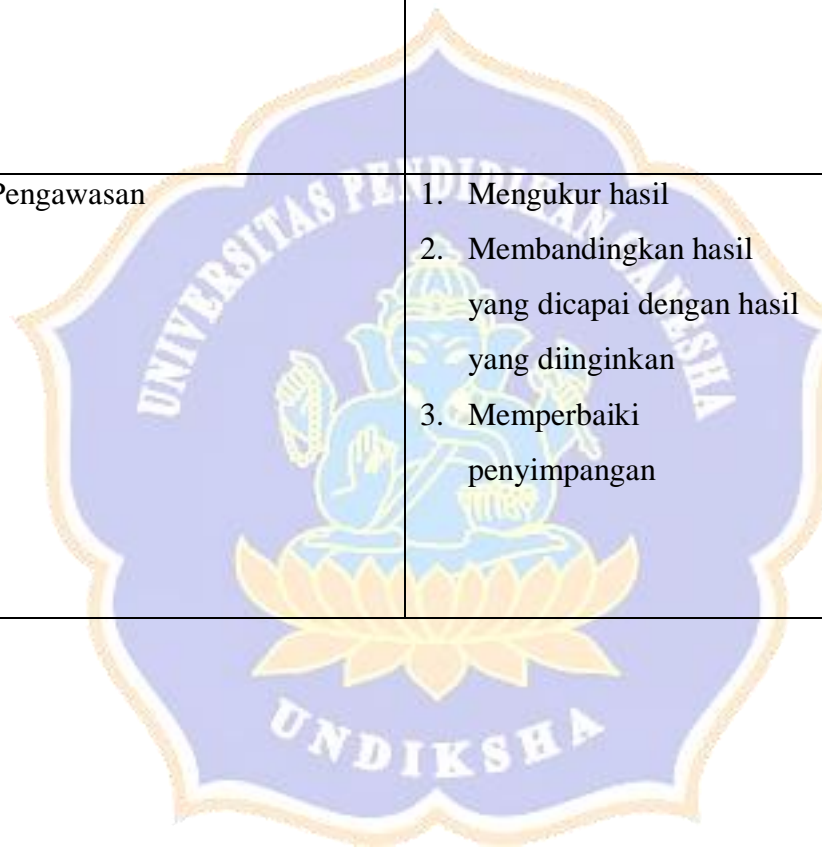 Pengawasan
1. Mengukur hasil
2. Membandingkan hasil
yang dicapai dengan hasil
yang diinginkan
3. Memperbaiki
penyimpangan
UNIVERSITAS PENDIDIKAN GANESHA
UNDIKSHA